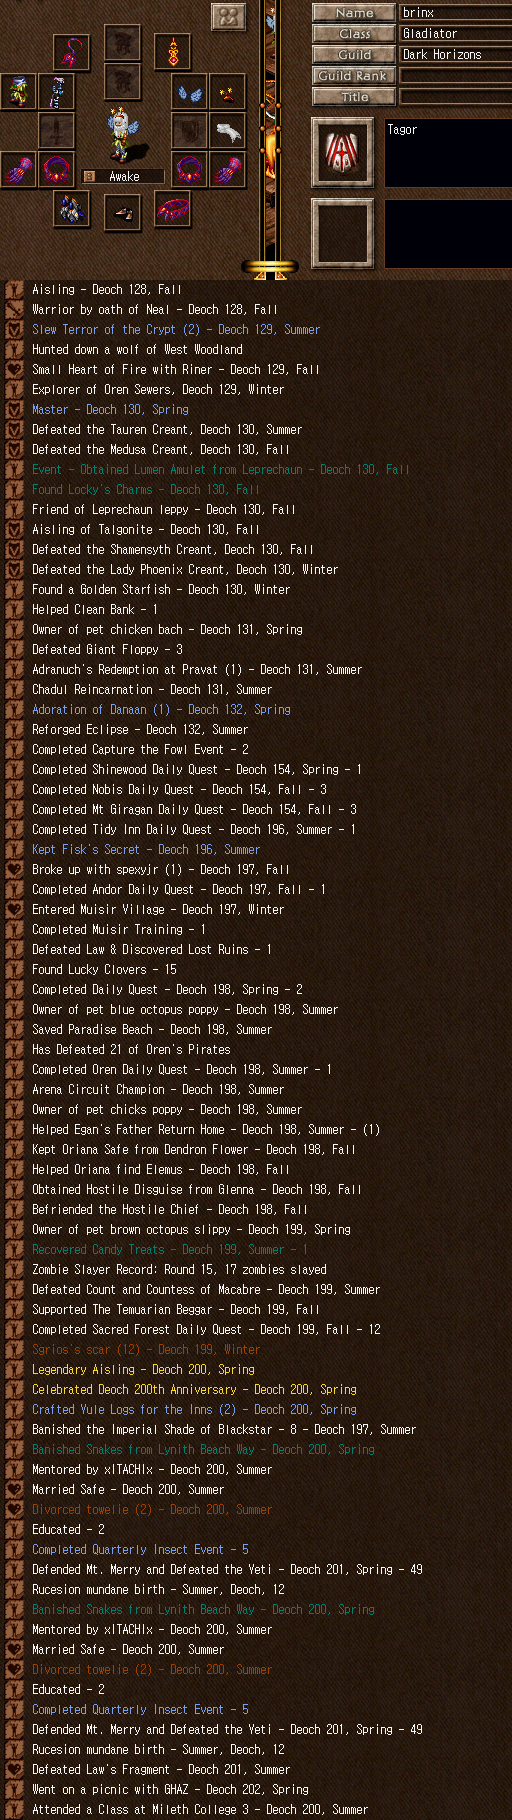 Name brinx
Class Gladiator
Guild Dark Horizons
Guild Rank
Title
Tagor
8 Awake
Aisling - Deoch 128, Fall
Warrior by oath of Neal - Deoch 128, Fall
Slew Terror of the Crypt (2) - Deoch 129, Summer
Hunted down a wolf of West Woodland
Small Heart of Fire with Riner - Deoch 129, Fall
Explorer of Oren Sewers, Deoch 129, Winter
Master - Deoch 130, Spring
Defeated the Tauren Creant, Deoch 130, Summer
Defeated the Medusa Creant, Deoch 130, Fall
Event - Obtained Lumen Amulet from Leprechaun - Deoch 130, Fall
Found Locky's Charms - Deoch 130, Fall
Friend of Leprechaun leppy - Deoch 130, Fall
Aisling of Talgonite - Deoch 130, Fall
Defeated the Shamensyth Creant, Deoch 130, Fall
Defeated the Lady Phoenix Creant, Deoch 130, Winter
Found a Golden Starfish - Deoch 130, Winter
Helped Clean Bank - 1
Owner of pet chicken bach - Deoch 131, Spring
Defeated Giant Floppy - 3
Adranuch's Redemption at Pravat (1) - Deoch 131, Summer
Chadul Reincarnation - Deoch 131, Summer
Adoration of Danaan (1) - Deoch 132, Spring
Reforged Eclipse - Deoch 132, Summer
Completed Capture the Fowl Event - 2
Completed Shinewood Daily Quest - Deoch 154, Spring - 1
Completed Nobis Daily Quest - Deoch 154, Fall - 3
Completed Mt Giragan Daily Quest - Deoch 154, Fall - 3
Completed Tidy Inn Daily Quest - Deoch 196, Summer - 1
Kept Fisk's Secret - Deoch 196, Summer
Broke up with spexyjr (1) - Deoch 197, Fall
Completed Andor Daily Quest - Deoch 197, Fall - 1
Entered Muisir Village - Deoch 197, Winter
Completed Muisir Training - 1
Defeated Law & Discovered Lost Ruins - 1
Found Lucky Clovers - 15
Completed Daily Quest - Deoch 198, Spring - 2
Owner of pet blue octopus poppy - Deoch 198, Summer
Saved Paradise Beach - Deoch 198, Summer
Has Defeated 21 of Oren's Pirates
Completed Oren Daily Quest - Deoch 198, Summer - 1
Arena Circuit Champion - Deoch 198, Summer
Owner of pet chicks poppy - Deoch 198, Summer
Helped Egan's Father Return Home - Deoch 198, Summer - (1)
Kept Oriana Safe from Dendron Flower - Deoch 198, Fall
Helped Oriana find Elemus - Deoch 198, Fall
Obtained Hostile Disguise from Glenna - Deoch 198, Fall
Befriended the Hostile Chief - Deoch 198, Fall
Owner of pet brown octopus slippy - Deoch 199, Spring
Recovered Candy Treats - Deoch 199, Summer - 1
Zombie Slayer Record: Round 15, 17 zombies slayed
Defeated Count and Countess of Macabre - Deoch 199, Summer
Supported The Temuarian Beggar - Deoch 199, Fall
Completed Sacred Forest Daily Quest - Deoch 199, Fall - 12
Sgrios's scar (12) - Deoch 199, Winter
Legendary Aisling - Deoch 200, Spring
Celebrated Deoch 200th Anniversary - Deoch 200, Spring
Crafted Yule Logs for the Inns (2) - Deoch 200, Spring
Banished the Imperial Shade of Blackstar - 8 - Deoch 197, Summer
Banished Snakes from Lynith Beach Way - Deoch 200, Spring
Mentored by xITACHIx - Deoch 200, Summer
Married Safe - Deoch 200, Summer
Divorced towelie (2) - Deoch 200, Summer
Educated - 2
Completed Quarterly Insect Event - 5
Defended Mt. Merry and Defeated the Yeti - Deoch 201, Spring - 49
Rucesion mundane birth - Summer, Deoch, 12
Banished Snakes from Lynith Beach Way - Deoch 200, Spring
Mentored by xITACHIx - Deoch 200, Summer
Married Safe - Deoch 200, Summer
Divorced towelie (2) - Deoch 200, Summer
Educated - 2
Completed Quarterly Insect Event - 5
Defended Mt. Merry and Defeated the Yeti - Deoch 201, Spring - 49
Rucesion mundane birth - Summer, Deoch, 12
Defeated Law's Fragment - Deoch 201, Summer
Went on a picnic with GHAZ - Deoch 202, Spring
Attended a Class at Mileth College 3 - Deoch 200, Summer